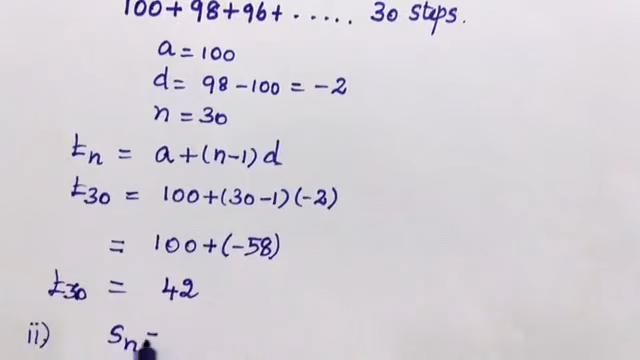 100+98+96+ ..... 30 steps.
a = 100
d = 98 - 100 = -2
n = 30
tn = a + (n-1) d
t30 = 100 + (30-1) (-2)
= 100 + (-58)
t30 = 42
ii) Sn =